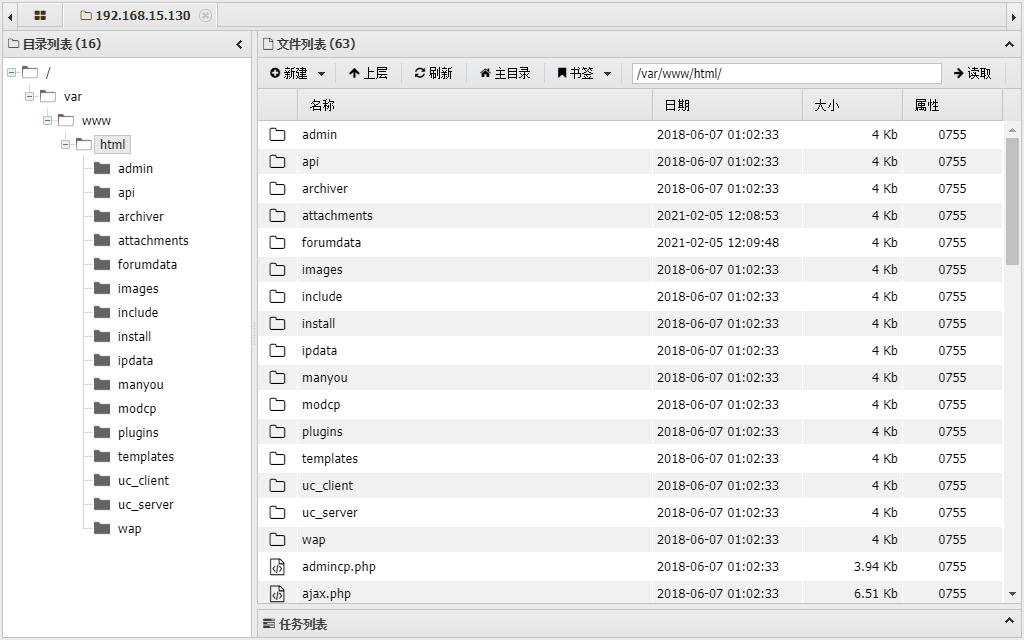 192.168.15.130
目录列表 (16)
/
var
www
html
admin
api
archiver
attachments
forumdata
images
include
install
ipdata
manyou
modcp
plugins
templates
uc_client
uc_server
wap
文件列表 (63)
新建 上层 刷新 主目录 书签 /var/www/html/ 读取
名称 日期 大小 属性
admin 2018-06-07 01:02:33 4 Kb 0755
api 2018-06-07 01:02:33 4 Kb 0755
archiver 2018-06-07 01:02:33 4 Kb 0755
attachments 2021-02-05 12:08:53 4 Kb 0755
forumdata 2021-02-05 12:09:48 4 Kb 0755
images 2018-06-07 01:02:33 4 Kb 0755
include 2018-06-07 01:02:33 4 Kb 0755
install 2018-06-07 01:02:33 4 Kb 0755
ipdata 2018-06-07 01:02:33 4 Kb 0755
manyou 2018-06-07 01:02:33 4 Kb 0755
modcp 2018-06-07 01:02:33 4 Kb 0755
plugins 2018-06-07 01:02:33 4 Kb 0755
templates 2018-06-07 01:02:33 4 Kb 0755
uc_client 2018-06-07 01:02:33 4 Kb 0755
uc_server 2018-06-07 01:02:33 4 Kb 0755
wap 2018-06-07 01:02:33 4 Kb 0755
admincp.php 2018-06-07 01:02:33 3.94 Kb 0755
ajax.php 2018-06-07 01:02:33 6.51 Kb 0755
任务列表